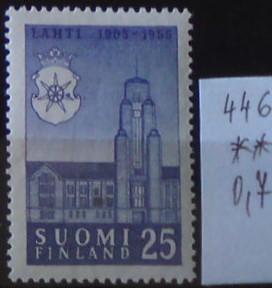 LAHTI 1905-1955
SUOMI 25
FINLAND
446
**
0,7